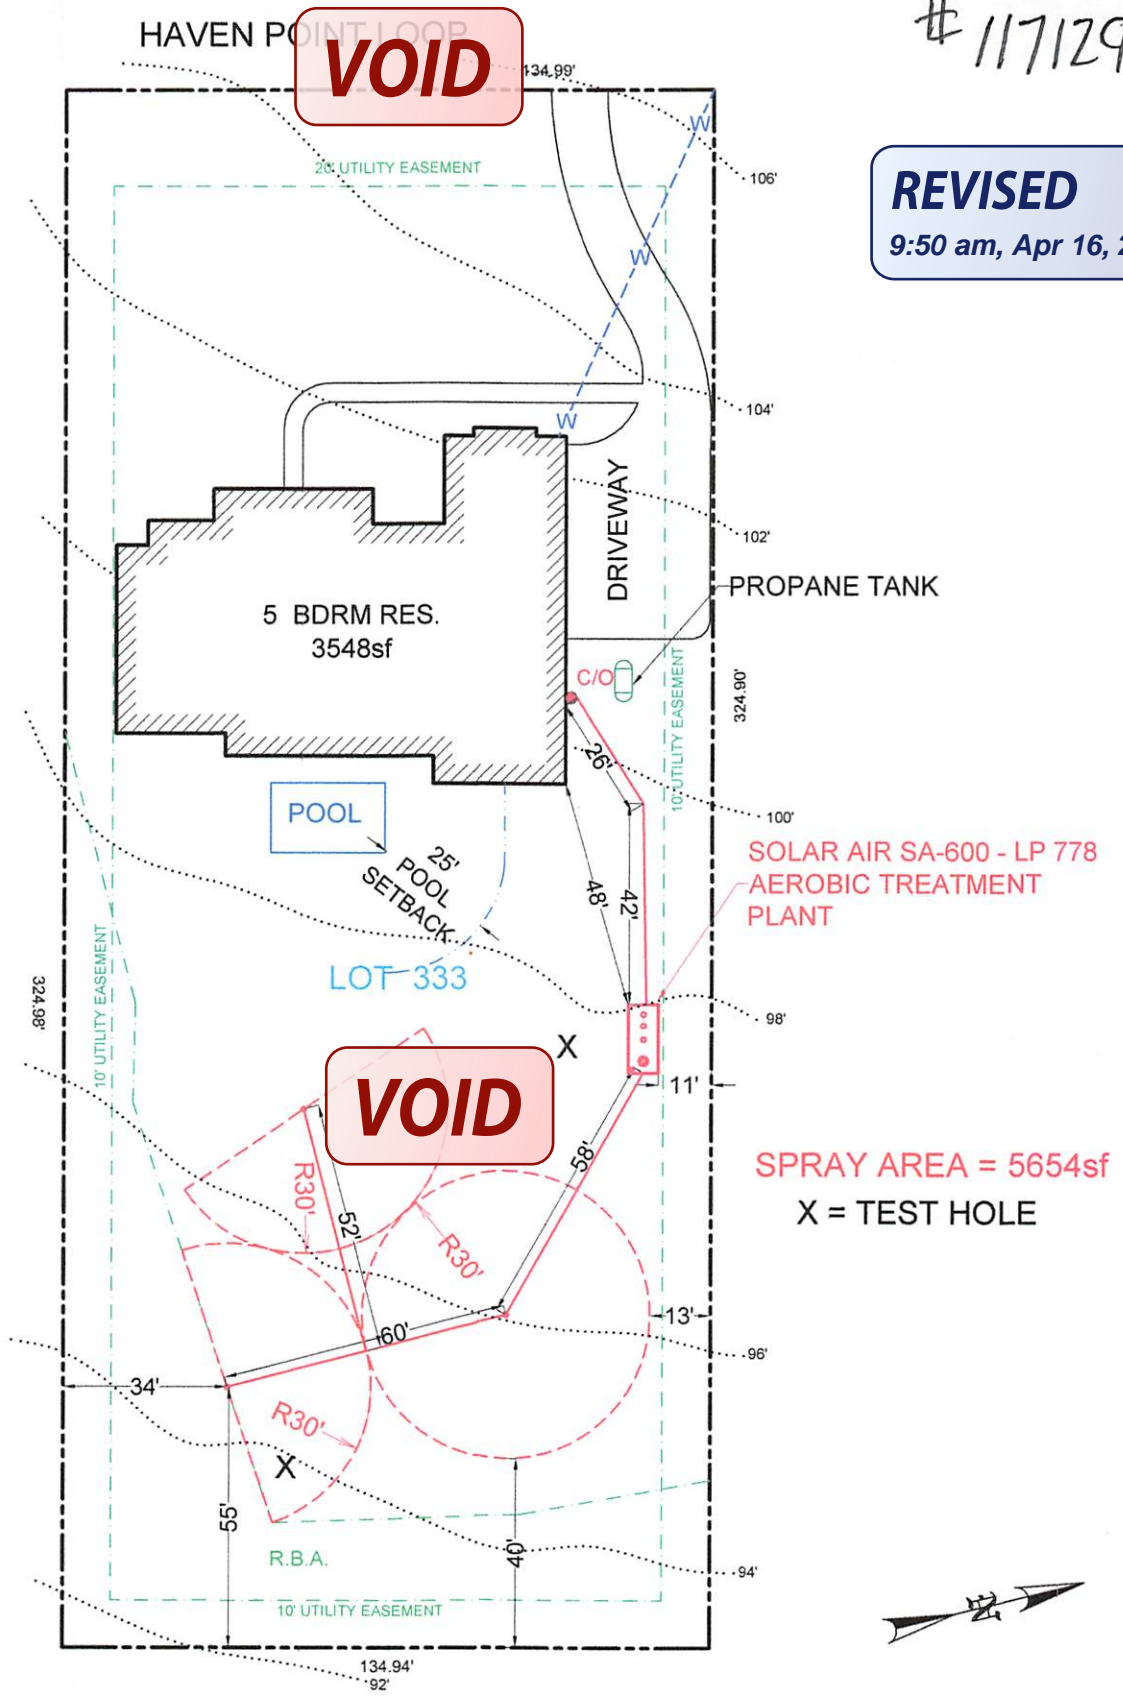 HAVEN POINT LOOP
VOID
# 117129
134.99'
W
20' UTILITY EASEMENT
106'
REVISED
9:50 am, Apr 16, 2
W
104'
W
DRIVEWAY
102'
PROPANE TANK
5 BDRM RES.
3548sf
C/O
10' UTILITY EASEMENT
324.90'
26'
POOL
100'
25'
POOL
SETBACK
48'
42'
SOLAR AIR SA-600 - LP 778
AEROBIC TREATMENT
PLANT
LOT 333
10' UTILITY EASEMENT
324.98'
98'
X
VOID
11'
58'
SPRAY AREA = 5654sf
X = TEST HOLE
R30'
52'
R30'
13'
60'
96'
34'
R30'
X
55'
40'
R.B.A.
94'
10' UTILITY EASEMENT
N
134.94'
92'